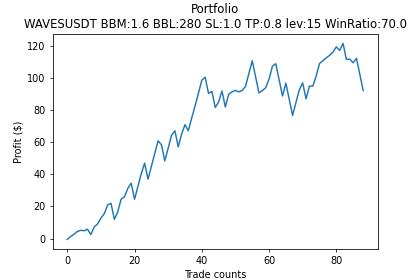 Portfolio
WAVESUSDT BBM:1.6 BBL:280 SL:1.0 TP:0.8 lev:15 WinRatio:70.0
120
100
80
60
40
20
0
Profit ($)
0 20 40 60 80
Trade counts